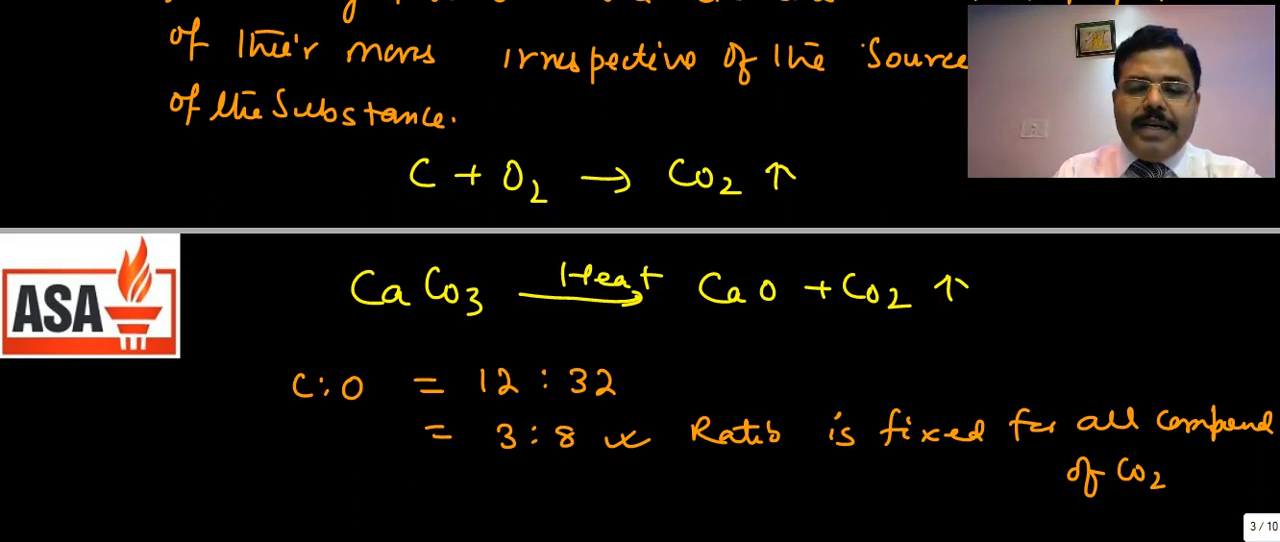 of their mass irrespective of the Source
of the Substance.
C + O₂ → CO₂ ↑
ASA
CaCO₃ Heat→ CaO + CO₂ ↑
C:O = 12 : 32
= 3 : 8 Ratio is fixed for all compound
of CO₂
3 / 10